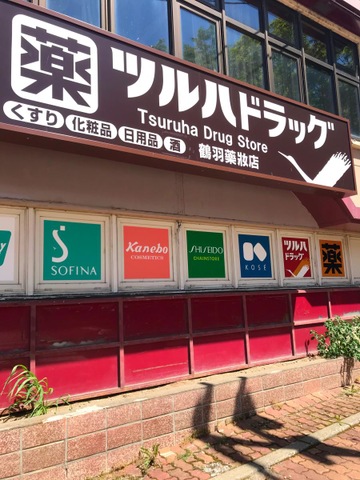 薬
ツルハドラッグ
Tsuruha Drug Store
くすり 化粧品 日用品 酒 鶴羽藥妝店
SOFINA
Kanebo
COSMETICS
SHISEIDO
CHAINSTORE
KOSÉ
ツルハ
ドラッグ
薬